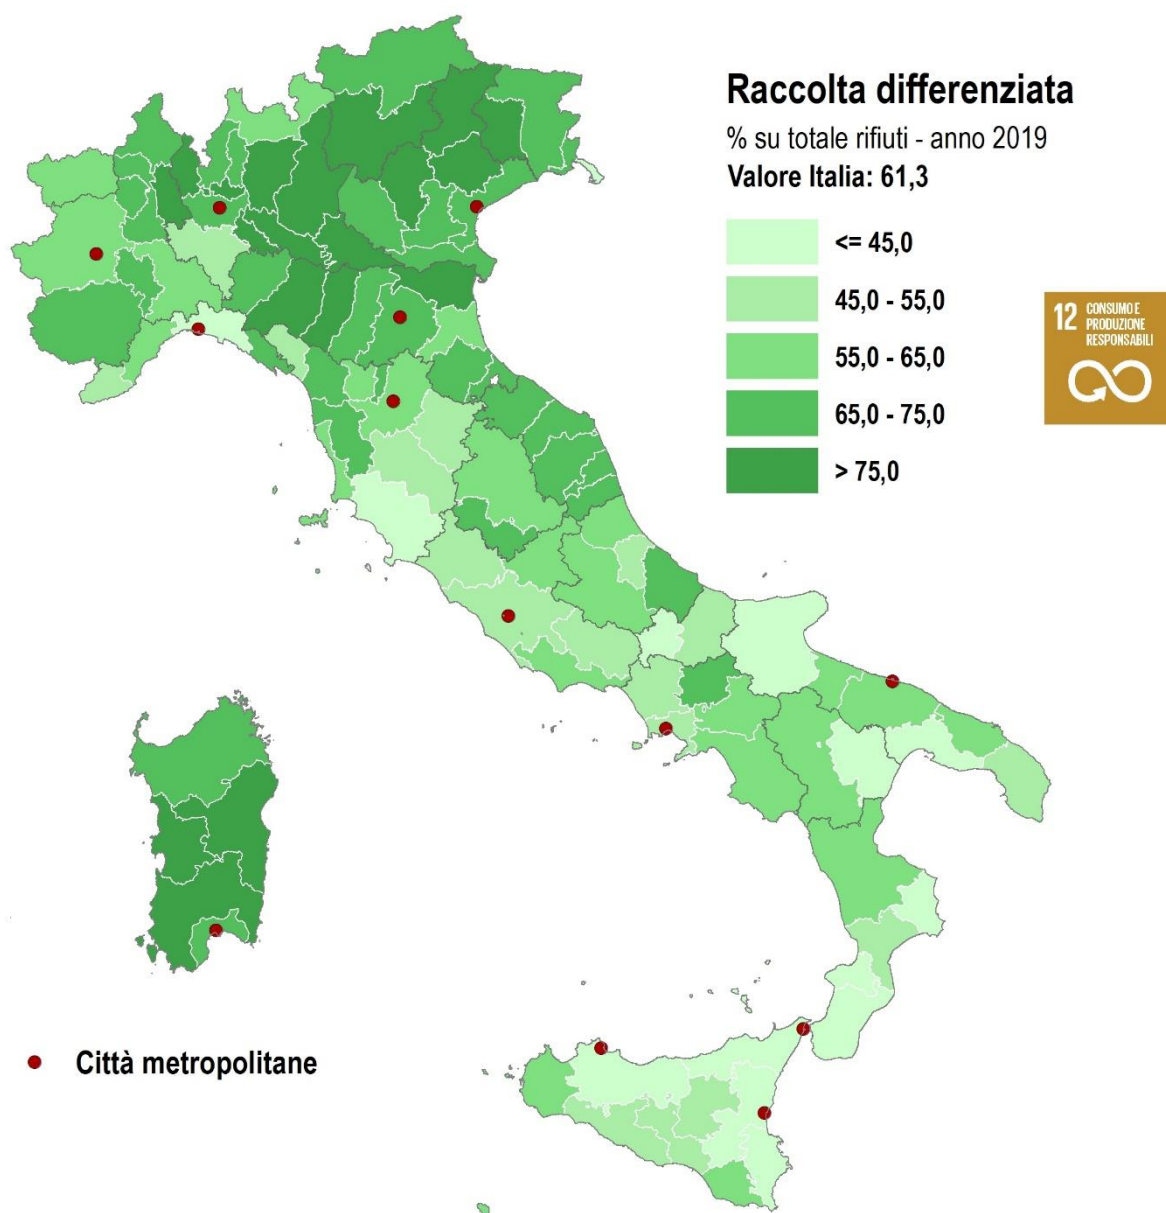 Raccolta differenziata
% su totale rifiuti - anno 2019
Valore Italia: 61,3
<= 45,0
45,0 - 55,0
55,0 - 65,0
65,0 - 75,0
> 75,0
12 CONSUMO E
PRODUZIONE
RESPONSABILI
Città metropolitane